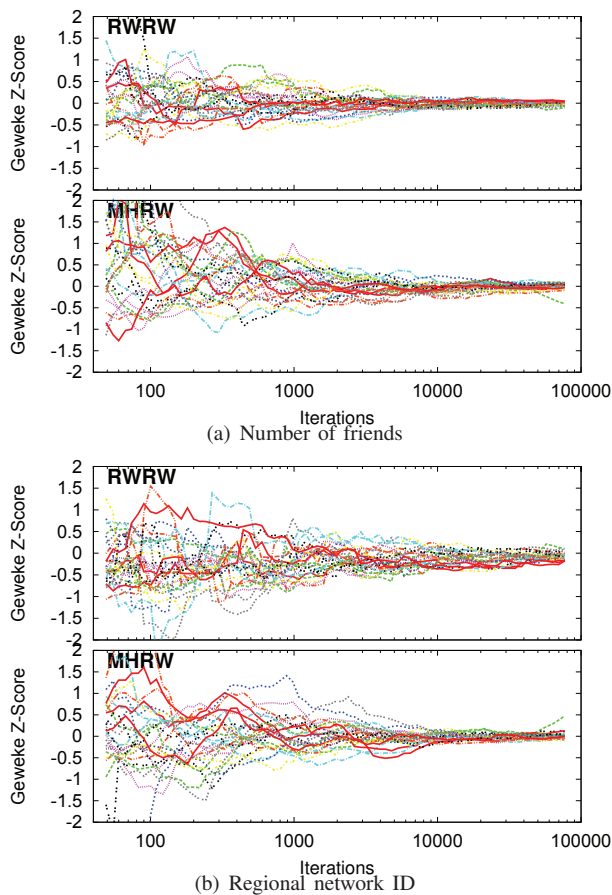 2
RWRW
1.5
1
0.5
0
-0.5
-1
-1.5
2
Geweke Z-Score
2
MHRW
1.5
1
0.5
0
-0.5
-1
-1.5
-2
Geweke Z-Score
100 1000 10000 100000
Iterations
(a) Number of friends
2
RWRW
1.5
1
0.5
0
-0.5
-1
-1.5
2
Geweke Z-Score
2
MHRW
1.5
1
0.5
0
-0.5
-1
-1.5
-2
Geweke Z-Score
100 1000 10000 100000
Iterations
(b) Regional network ID